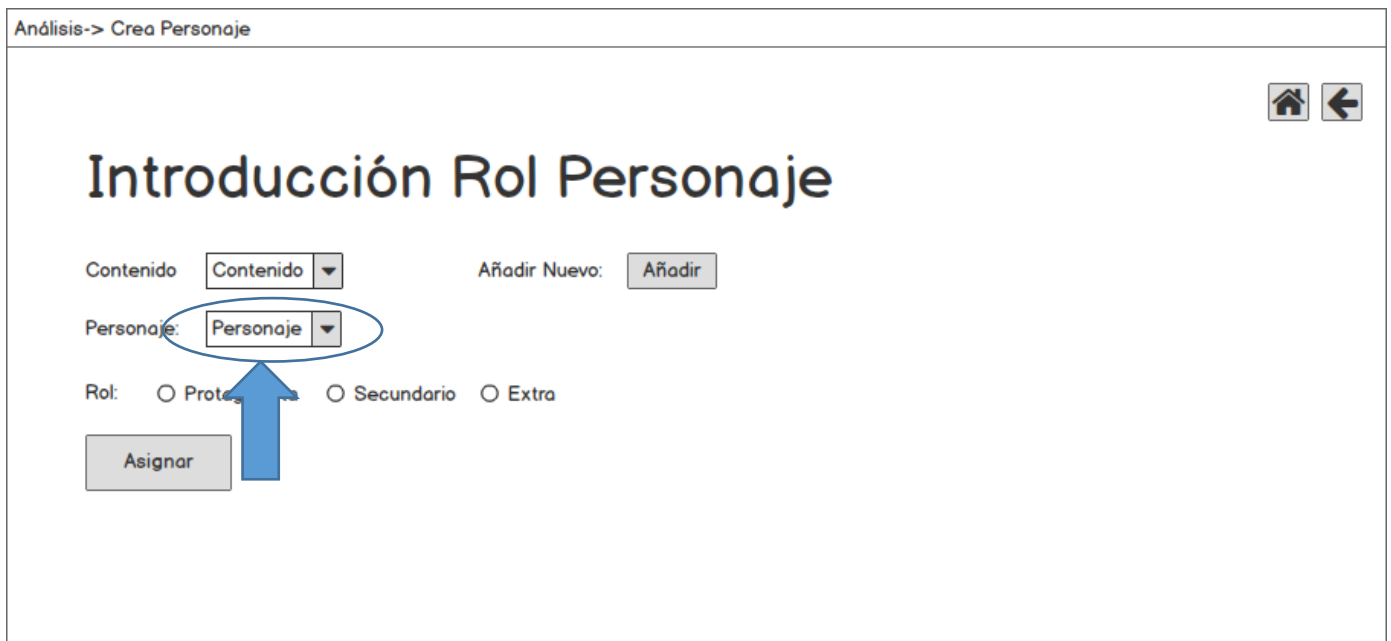 Análisis-> Crea Personaje
Introducción Rol Personaje
Contenido Contenido Añadir Nuevo: Añadir
Personaje: Personaje
Rol: Secundario Extra
Asignar